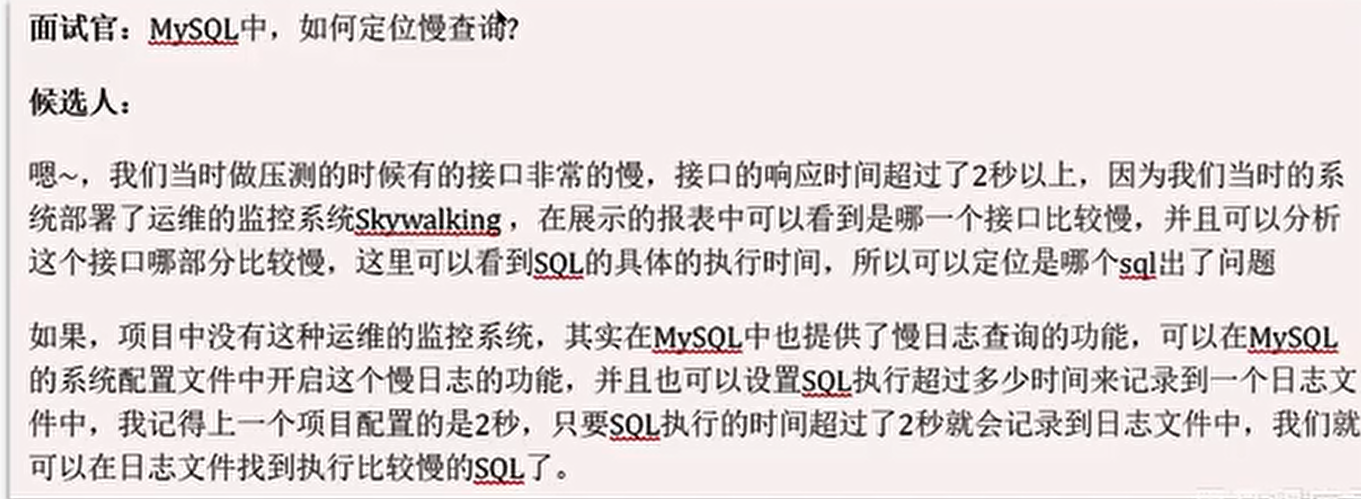 面试官：MySQL中，如何定位慢查询?
候选人：
嗯~，我们当时做压测的时候有的接口非常的慢，接口的响应时间超过了2秒以上，因为我们当时的系
统部署了运维的监控系统Skywalking ，在展示的报表中可以看到是哪一个接口比较慢，并且可以分析
这个接口哪部分比较慢，这里可以看到SQL的具体的执行时间，所以可以定位是哪个sql出了问题
如果，项目中没有这种运维的监控系统，其实在MySQL中也提供了慢日志查询的功能，可以在MySQL
的系统配置文件中开启这个慢日志的功能，并且也可以设置SQL执行超过多少时间来记录到一个日志文
件中，我记得上一个项目配置的是2秒，只要SQL执行的时间超过了2秒就会记录到日志文件中，我们就
可以在日志文件找到执行比较慢的SQL了。